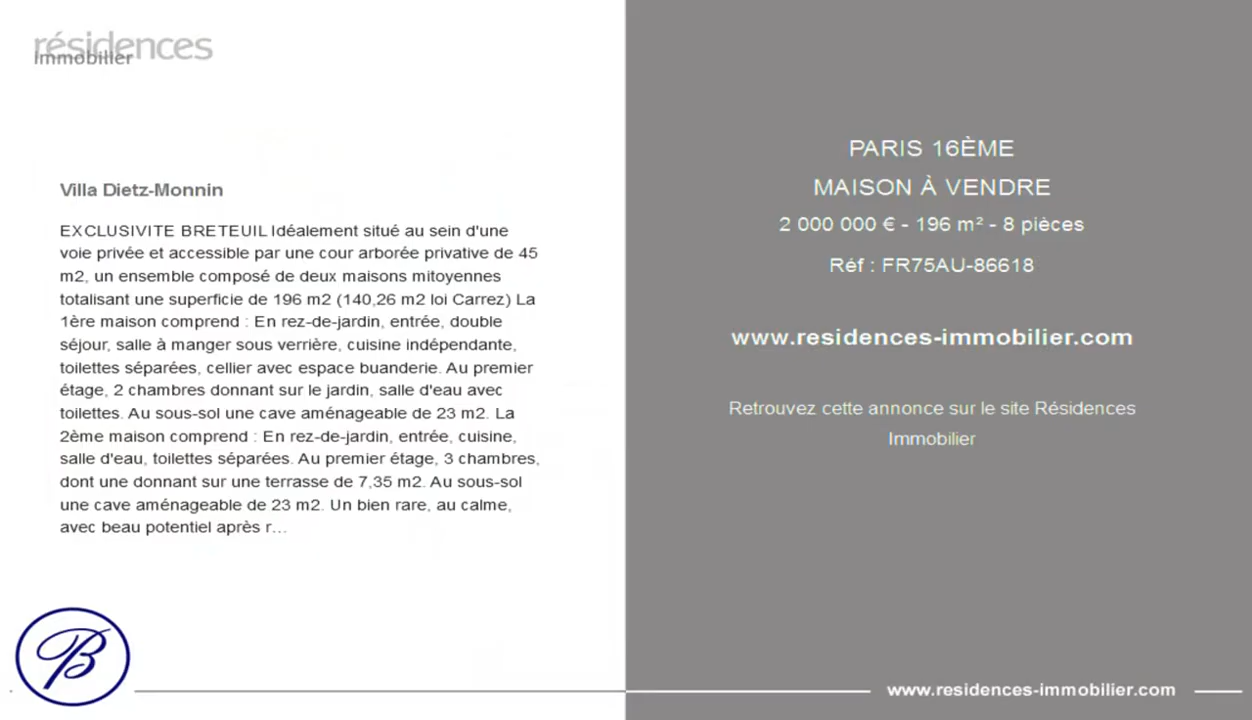 résidences
Immobilier
Villa Dietz-Monnin
EXCLUSIVITE BRETEUIL Idéalement situé au sein d'une
voie privée et accessible par une cour arborée privative de 45
m2, un ensemble composé de deux maisons mitoyennes
totalisant une superficie de 196 m2 (140,26 m2 loi Carrez) La
1ère maison comprend : En rez-de-jardin, entrée, double
séjour, salle à manger sous verrière, cuisine indépendante,
toilettes séparées, cellier avec espace buanderie. Au premier
étage, 2 chambres donnant sur le jardin, salle d'eau avec
toilettes. Au sous-sol une cave aménageable de 23 m2. La
2ème maison comprend : En rez-de-jardin, entrée, cuisine,
salle d'eau, toilettes séparées. Au premier étage, 3 chambres,
dont une donnant sur une terrasse de 7,35 m2. Au sous-sol
une cave aménageable de 23 m2. Un bien rare, au calme,
avec beau potentiel après r...
B
PARIS 16ÈME
MAISON À VENDRE
2 000 000 € - 196 m² - 8 pièces
Réf : FR75AU-86618
www.residences-immobilier.com
Retrouvez cette annonce sur le site Résidences
Immobilier
www.residences-immobilier.com